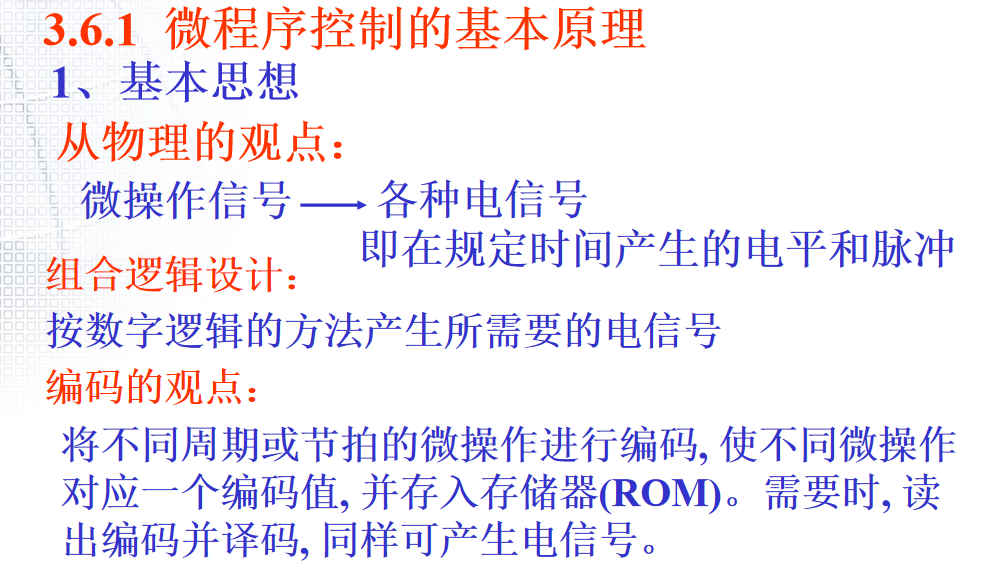 3.6.1 微程序控制的基本原理
1、基本思想
从物理的观点：
微操作信号 → 各种电信号
即在规定时间产生的电平和脉冲
组合逻辑设计：
按数字逻辑的方法产生所需要的电信号
编码的观点：
将不同周期或节拍的微操作进行编码, 使不同微操作
对应一个编码值, 并存入存储器(ROM)。需要时, 读
出编码并译码, 同样可产生电信号。